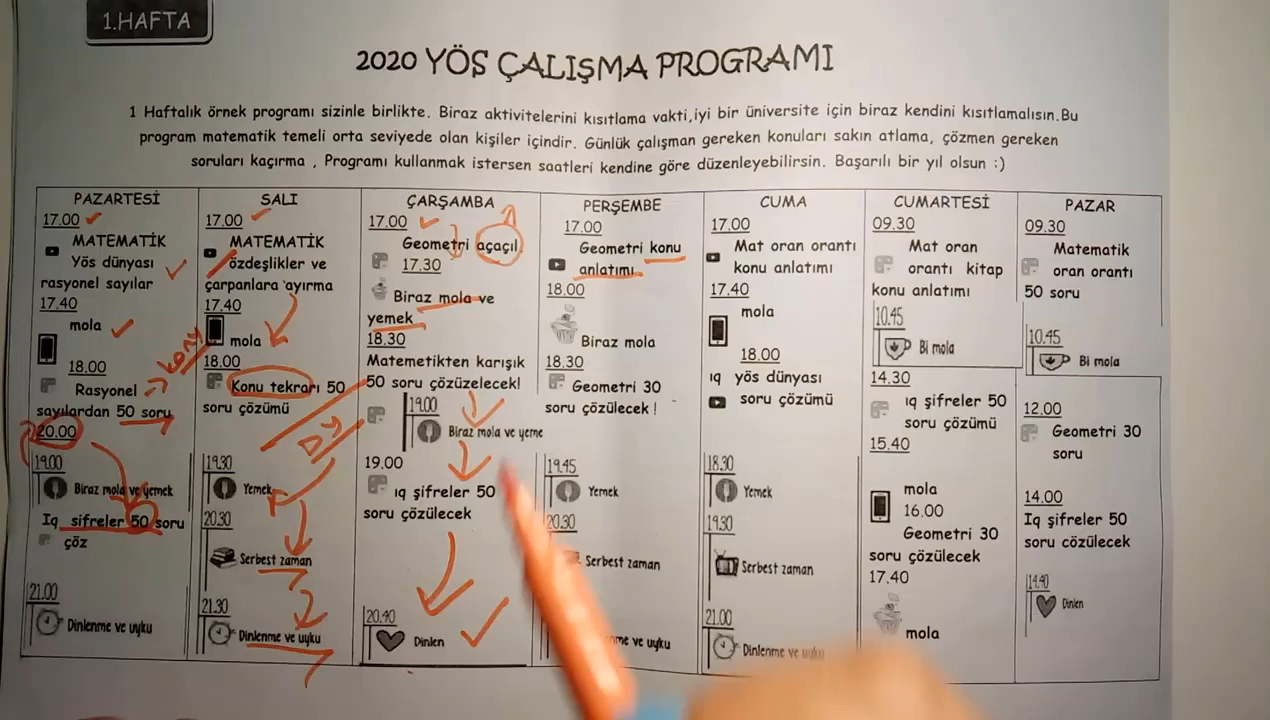 1.HAFTA
2020 YÖS ÇALIŞMA PROGRAMI
1 Haftalık örnek programı sizinle birlikte. Biraz aktivitelerini kısıtlama vakti,iyi bir üniversite için biraz kendini kısıtlamalısın.Bu
program matematik temeli orta seviyede olan kişiler içindir. Günlük çalışman gereken konuları sakın atlama, çözmen gereken
soruları kaçırma , Programı kullanmak istersen saatleri kendine göre düzenleyebilirsin. Başarılı bir yıl olsun :)
PAZARTESİ
17.00
MATEMATİK
Yös dünyası
rasyonel sayılar
17.40
mola
18.00
Rasyonel
konu
sayılardan 50 soru
20.00
19.00
Biraz mola ve yemek
Iq sifreler 50 soru
çöz
21.00
Dinlenme ve uyku
SALI
17.00
MATEMATİK
özdeşlikler ve
çarpanlara ayırma
17.40
mola
18.00
Konu tekrarı 50
soru çözümü
19.30
Yemek
20.30
Serbest zaman
21.30
Dinlenme ve uyku
ÇARŞAMBA
17.00
Geometri açaçıl
17.30
Biraz mola ve
yemek
18.30
Matemetikten karışık
50 soru çözüzelecek!
19.00
Biraz mola ve yeme
19.00
ıq şifreler 50
soru çözülecek
20.40
Dinlen
PERŞEMBE
17.00
Geometri konu
anlatımı
18.00
Biraz mola
18.30
Geometri 30
soru çözülecek !
19.45
Yemek
20.30
Serbest zaman
ve uyku
CUMA
17.00
Mat oran orantı
konu anlatımı
17.40
mola
18.00
ıq yös dünyası
soru çözümü
18.30
Yemek
19.30
Serbest zaman
21.00
Dinlenme ve uyku
CUMARTESİ
09.30
Mat oran
orantı kitap
konu anlatımı
10.45
Bi mola
14.30
ıq şifreler 50
soru çözümü
15.40
mola
16.00
Geometri 30
soru çözülecek
17.40
mola
PAZAR
09.30
Matematik
oran orantı
50 soru
10.45
Bi mola
12.00
Geometri 30
soru
14.00
Iq şifreler 50
soru cözülecek
14.40
Dinlen